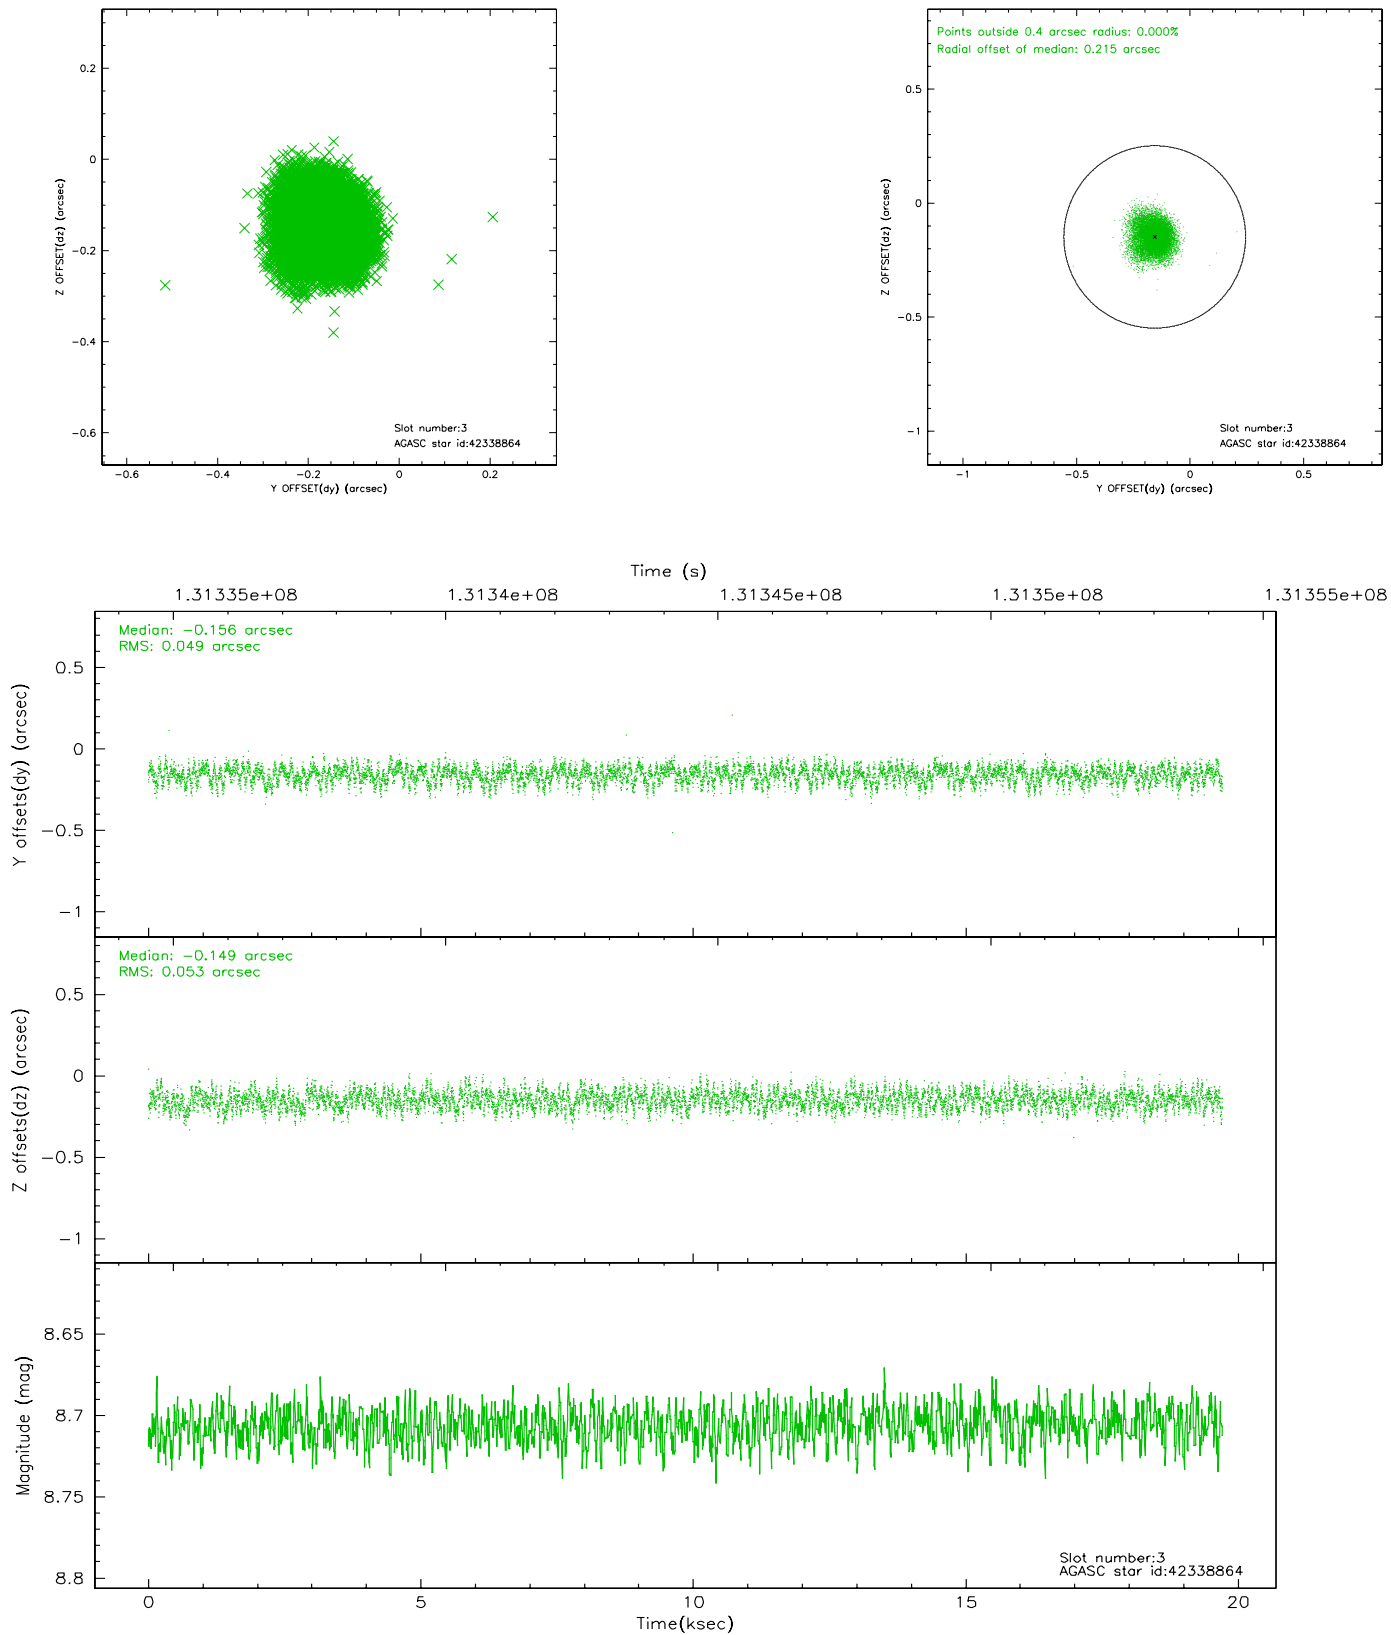 0.2
0
-0.2
-0.4
-0.6
Z OFFSET(dz) (arcsec)
-0.6 -0.4 -0.2 0 0.2
Y OFFSET(dy) (arcsec)
Slot number:3
AGASC star id:42338864
Points outside 0.4 arcsec radius: 0.000%
Radial offset of median: 0.215 arcsec
0.5
0
-0.5
-1
Z OFFSET(dz) (arcsec)
-1 -0.5 0 0.5
Y OFFSET(dy) (arcsec)
Slot number:3
AGASC star id:42338864
Time (s)
1.31335e+08 1.3134e+08 1.31345e+08 1.3135e+08 1.31355e+08
Median: -0.156 arcsec
RMS: 0.049 arcsec
0.5
0
-0.5
-1
Y offsets(dy) (arcsec)
Median: -0.149 arcsec
RMS: 0.053 arcsec
0.5
0
-0.5
-1
Z offsets(dz) (arcsec)
8.65
8.7
8.75
8.8
Magnitude (mag)
Slot number:3
AGASC star id:42338864
0 5 10 15 20
Time(ksec)